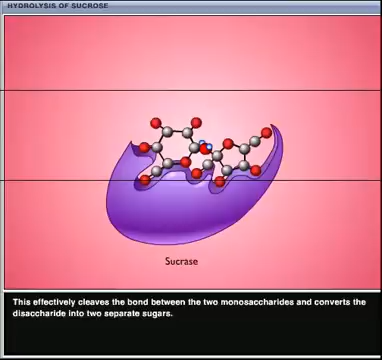 HYDROLYSIS OF SUCROSE
Sucrase
This effectively cleaves the bond between the two monosaccharides and converts the
disaccharide into two separate sugars.